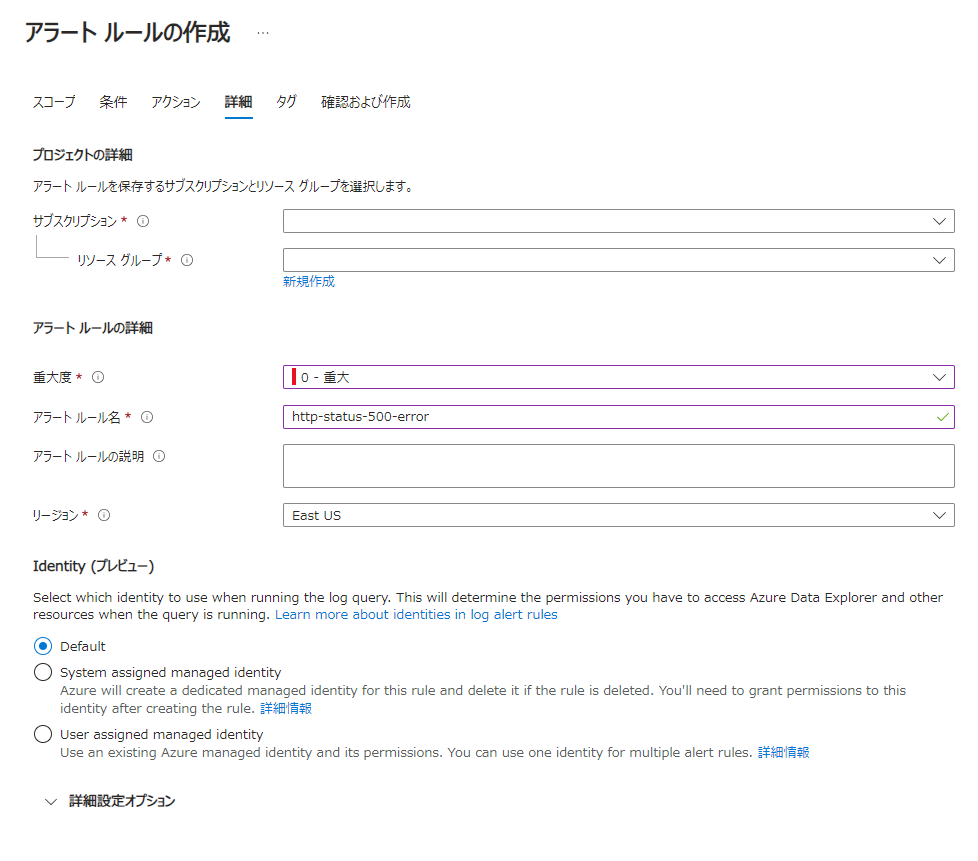 アラート ルールの作成 …
スコープ 条件 アクション 詳細 タグ 確認および作成
プロジェクトの詳細
アラート ルールを保存するサブスクリプションとリソース グループを選択します。
サブスクリプション *
リソース グループ *
新規作成
アラート ルールの詳細
重大度 * 0 - 重大
アラート ルール名 * http-status-500-error
アラート ルールの説明
リージョン * East US
Identity (プレビュー)
Select which identity to use when running the log query. This will determine the permissions you have to access Azure Data Explorer and other
resources when the query is running. Learn more about identities in log alert rules
Default
System assigned managed identity
Azure will create a dedicated managed identity for this rule and delete it if the rule is deleted. You'll need to grant permissions to this
identity after creating the rule. 詳細情報
User assigned managed identity
Use an existing Azure managed identity and its permissions. You can use one identity for multiple alert rules. 詳細情報
詳細設定オプション